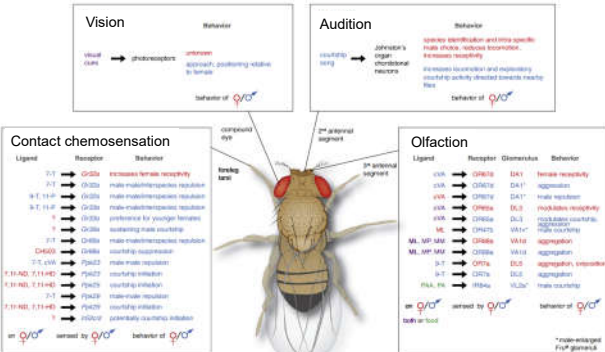 Vision
Behavior
visual cues
photoreceptors
unknown
approach, positioning relative to female
behavior of ♀/♂
Audition
Behavior
courtship song
Johnston's organ chordotonal neurons
species identification and intra-specific
mate choice, reduces locomotion,
increases receptivity
increases locomotion and exploratory
courtship activity directed towards nearby
flies
behavior of ♀/♂
compound eye
2nd antennal segment
3rd antennal segment
foreleg tarsi
Contact chemosensation
Ligand Receptor Behavior
7-T Gr32a increases female receptivity
7-T Gr32a male-male/interspecies repulsion
9-T, 11-P Gr32a male-male/interspecies repulsion
9-T, 11-P Gr33a male-male/interspecies repulsion
? Gr39a preference for younger females
? Gr39a sustaining male courtship
7-T male-male/interspecies repulsion
CH503 Gr68a courtship suppression
7-T, cVA Ppk23 male-male repulsion
7,11-ND, 7,11-HD Ppk23 courtship initiation
7,11-ND, 7,11-HD Ppk25 courtship initiation
7-T Ppk29 male-male repulsion
7,11-ND, 7,11-HD Ppk29 courtship initiation
? potentially courtship initiation
on ♀/♂ sensed by ♀/♂ behavior of ♀/♂
Olfaction
Ligand Receptor Glomerulus Behavior
cVA OR67d DA1 female receptivity
cVA OR67d DA1* aggression
cVA OR67d DA1* male repulsion
cVA OR65a DL3 modulates receptivity
cVA OR65a DL3 modulates courtship, aggression
ML OR47b VA1v* male courtship
ML, MP, MM OR88a VA1d aggregation
ML, MP, MM OR88a VA1d aggregation
9-T OR7a DL5 aggregation, oviposition
9-T OR7a DL5 aggregation
PAA, PA IR84a VL2a* male courtship
on ♀/♂ sensed by ♀/♂ behavior of ♀/♂
both or food
* male-enlarged
glomeruli